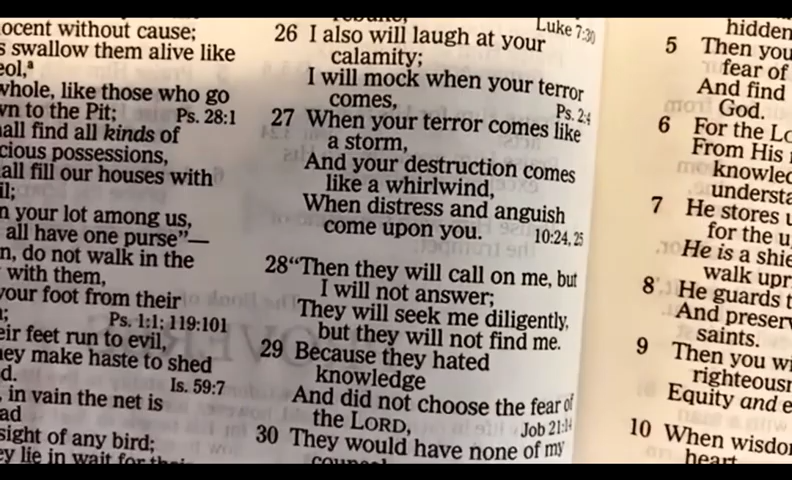 ocent without cause;
s swallow them alive like
eol,ᵃ
whole, like those who go
wn to the Pit; Ps. 28:1
all find all kinds of
cious possessions,
all fill our houses with
il;
n your lot among us,
all have one purse”—
n, do not walk in the
with them,
your foot from their
; Ps. 1:1; 119:101
eir feet run to evil,
ey make haste to shed
d. Is. 59:7
, in vain the net is
ad
sight of any bird;
ey lie in wait for
Luke 7:30
26 I also will laugh at your
calamity;
I will mock when your terror
comes, Ps. 2:4
27 When your terror comes like
a storm,
And your destruction comes
like a whirlwind,
When distress and anguish
come upon you. 10:24, 25
28 “Then they will call on me, but
I will not answer;
They will seek me diligently,
but they will not find me.
29 Because they hated
knowledge
And did not choose the fear of
the LORD, Job 21:14
30 They would have none of my
hidden
5 Then you
fear of
And find
God.
6 For the Lo
From His
knowled
understa
7 He stores u
for the u
He is a shie
walk upr
8 He guards t
And preserv
saints.
9 Then you wi
righteousn
Equity and e
10 When wisdo
heart